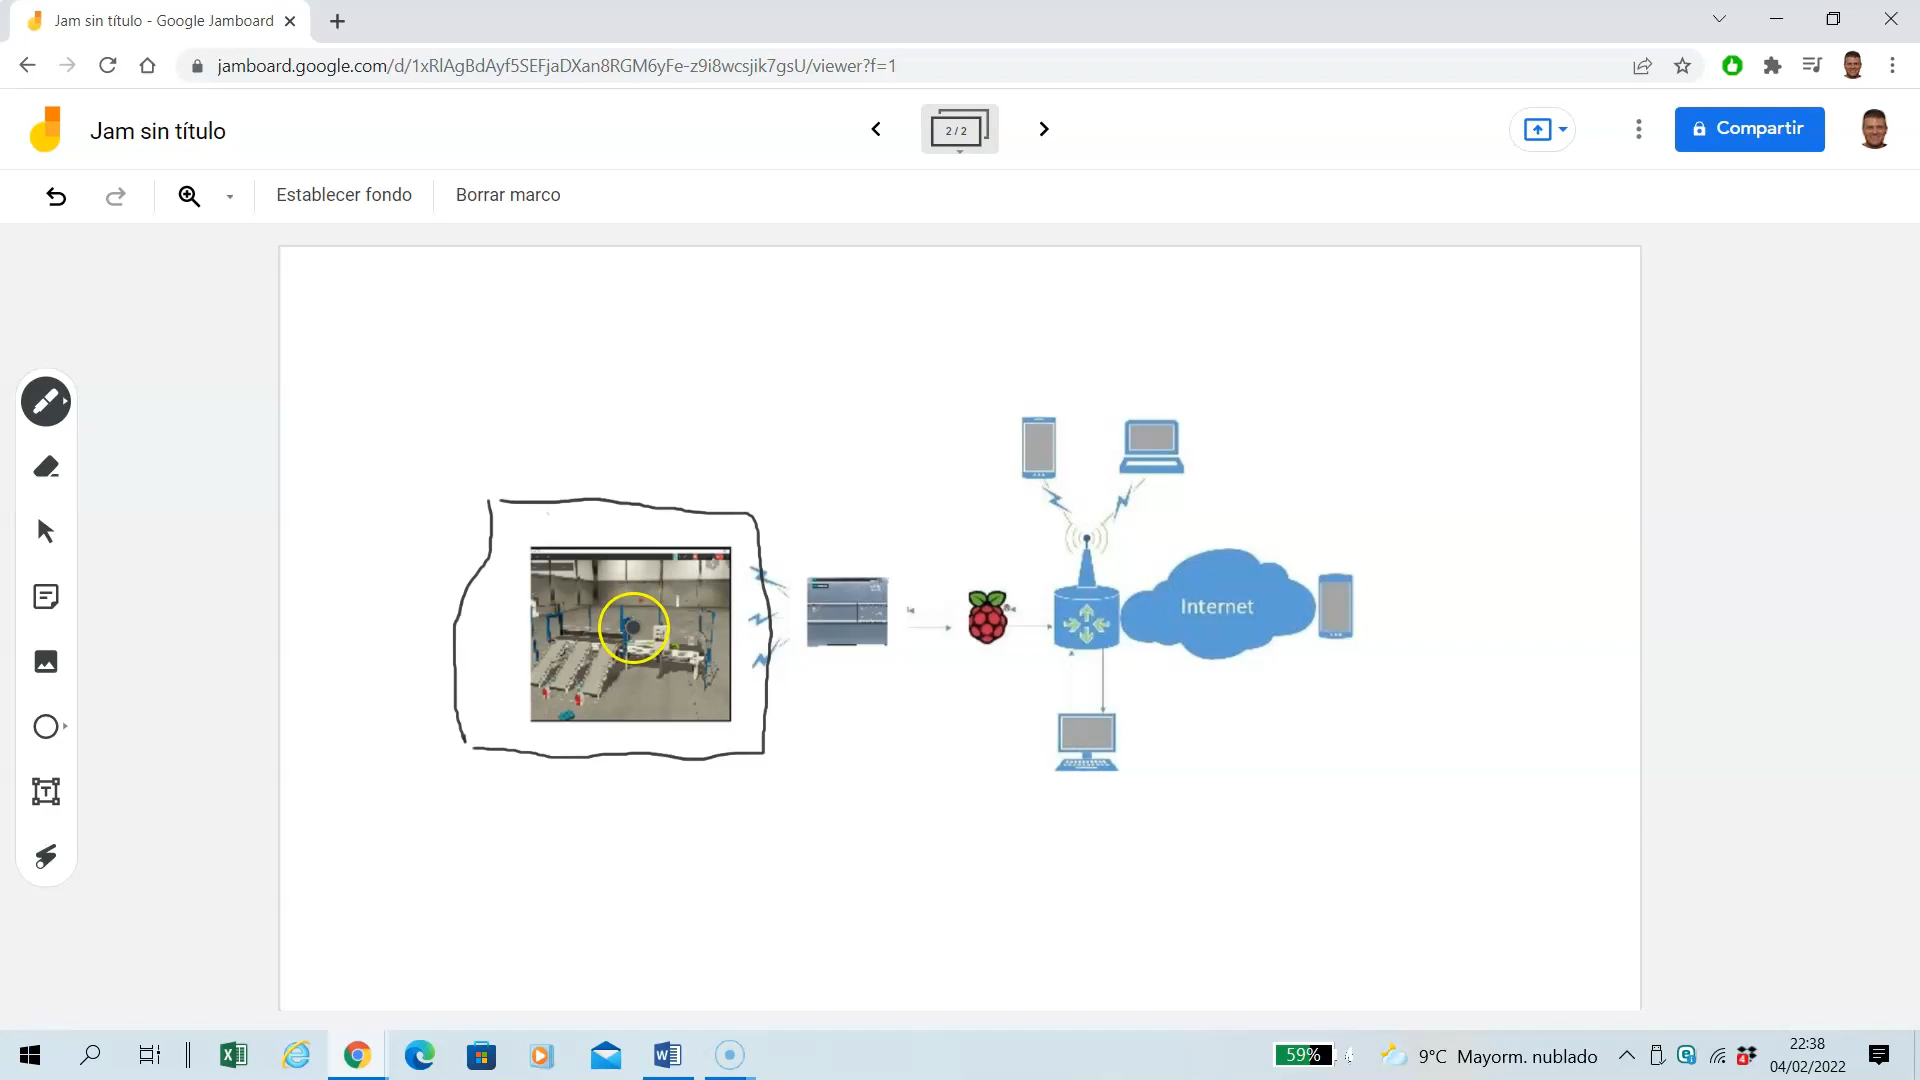 Jam sin título - Google Jamboard
jamboard.google.com/d/1xRlAgBdAyf5SEFjaDXan8RGM6yFe-z9i8wcsjik7gsU/viewer?f=1
Jam sin título
2 / 2
Compartir
Establecer fondo
Borrar marco
Internet
59%
9°C Mayorm. nublado
4
22:38
04/02/2022